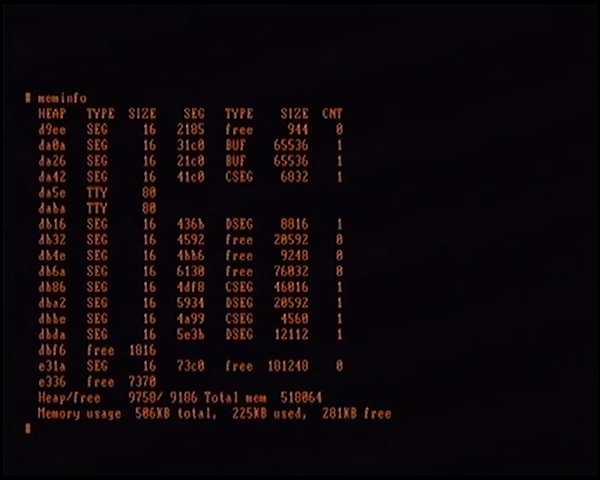 # meminfo
HEAP TYPE SIZE SEG TYPE SIZE CNT
d9ee SEG 16 2185 free 944 0
da0a SEG 16 31c0 BUF 65536 1
da26 SEG 16 21c0 BUF 65536 1
da42 SEG 16 41c0 CSEG 6832 1
da5e TTY 80
daba TTY 80
db16 SEG 16 436b DSEG 8816 1
db32 SEG 16 4592 free 20592 0
db4e SEG 16 4bb6 free 9248 0
db6a SEG 16 6130 free 76032 0
db86 SEG 16 4df8 CSEG 46016 1
dba2 SEG 16 5934 DSEG 20592 1
dbbe SEG 16 4a99 CSEG 4560 1
dbda SEG 16 5e3b DSEG 12112 1
dbf6 free 1816
e31a SEG 16 73c0 free 181248 0
e336 free 7370
Heap/free 9758/ 9186 Total mem 518064
Memory usage 506KB total, 225KB used, 281KB free
#